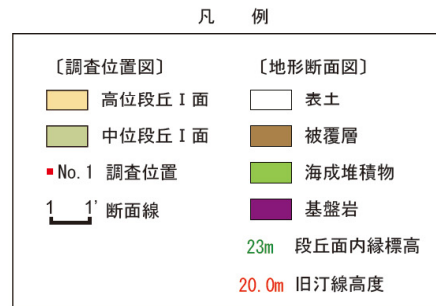 凡 例
〔調査位置図〕
高位段丘Ⅰ面
中位段丘Ⅰ面
No.1 調査位置
1 1' 断面線
〔地形断面図〕
表土
被覆層
海成堆積物
基盤岩
23m 段丘面内縁標高
20.0m 旧汀線高度